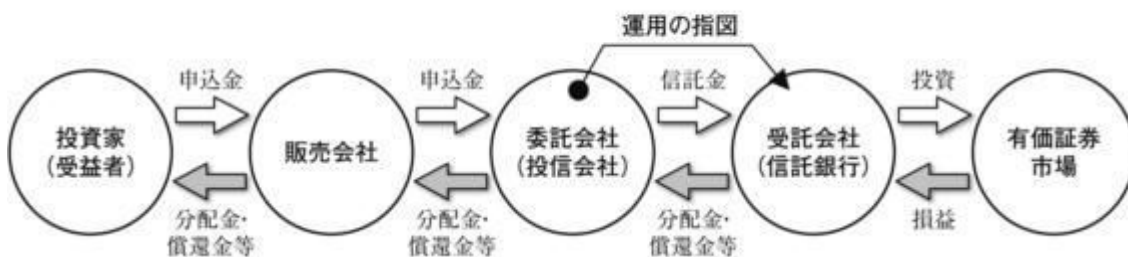 運用の指図
申込金
申込金
信託金
投資
投資家
(受益者)
販売会社
委託会社
(投信会社)
受託会社
(信託銀行)
有価証券
市場
分配金・
償還金等
分配金・
償還金等
分配金・
償還金等
損益